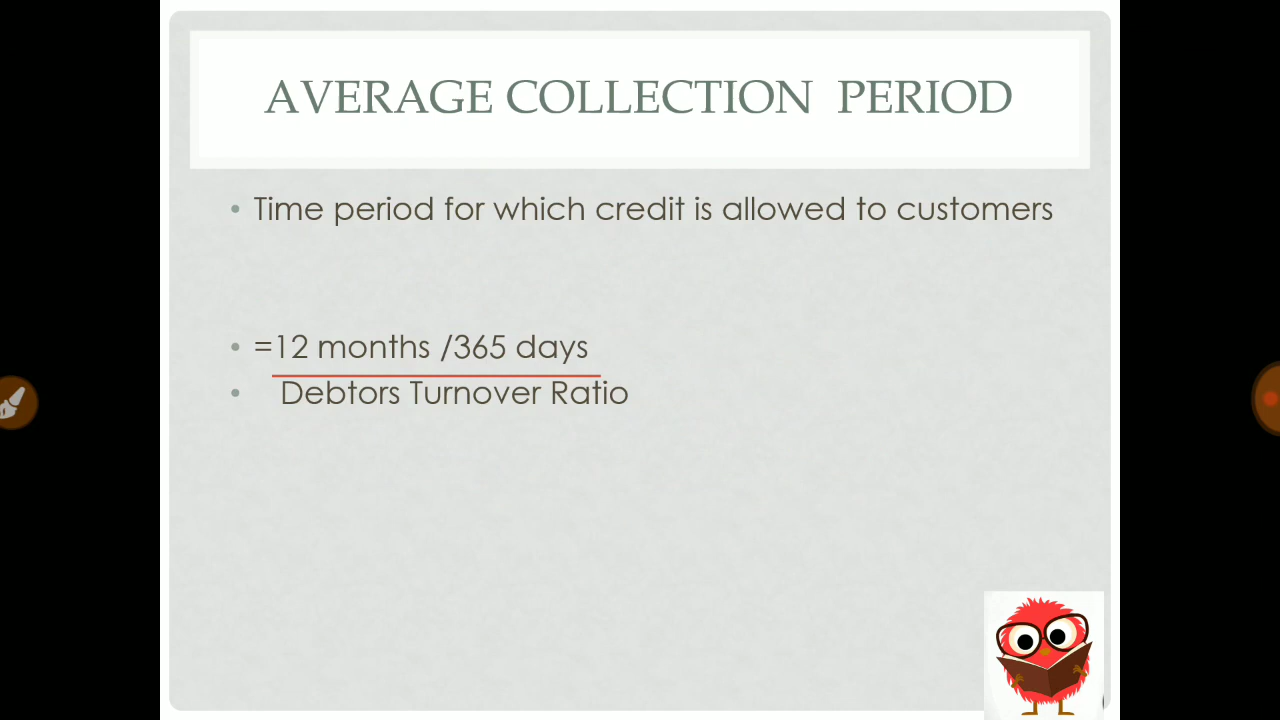 AVERAGE COLLECTION PERIOD
• Time period for which credit is allowed to customers
• =12 months /365 days
• Debtors Turnover Ratio